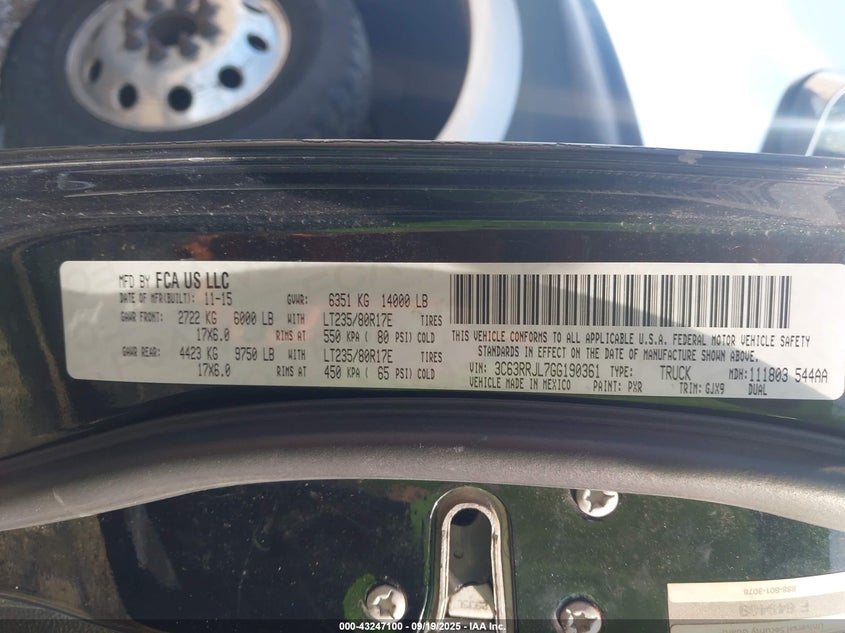 MFD BY FCA US LLC
DATE OF MFR(BUILT): 11-15 GVWR: 6351 KG 14000 LB
GAWR FRONT: 2722 KG 6000 LB WITH LT235/80R17E TIRES
17X6.0 RIMS AT 550 KPA ( 80 PSI) COLD
GAWR REAR: 4423 KG 9750 LB WITH LT235/80R17E TIRES
17X6.0 RIMS AT 450 KPA ( 65 PSI) COLD
THIS VEHICLE CONFORMS TO ALL APPLICABLE U.S.A. FEDERAL MOTOR VEHICLE SAFETY
STANDARDS IN EFFECT ON THE DATE OF MANUFACTURE SHOWN ABOVE.
VIN: 3C63RRJL7GG190361 TYPE: TRUCK MDH: 111803 544AA
VEHICLE MADE IN MEXICO PAINT: PXR TRIM: GJX9 DUAL
888-801-3076
000-43247100 - 09/19/2025 - IAA Inc.